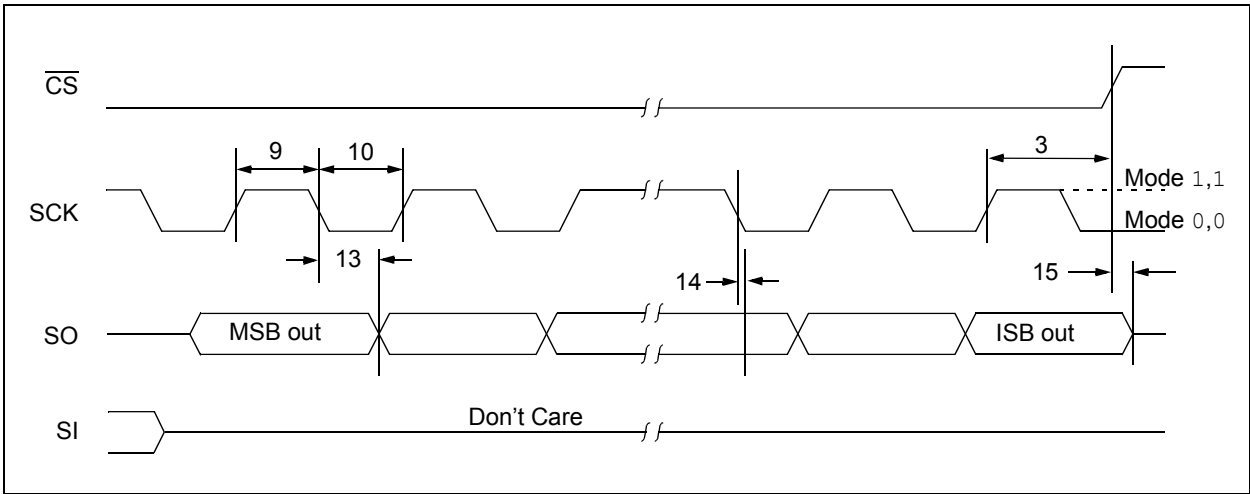 CS
9
10
3
SCK
Mode 1,1
Mode 0,0
13
14
15
SO
MSB out
ISB out
SI
Don't Care